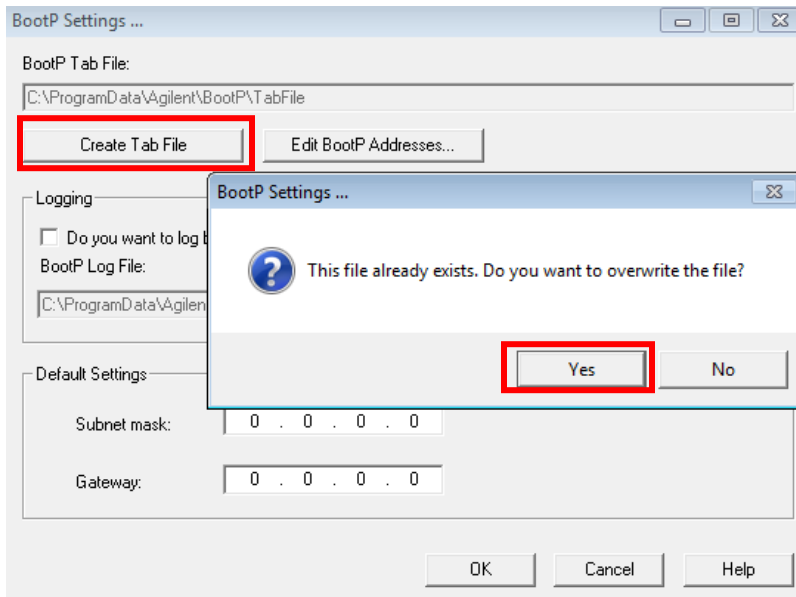 BootP Settings ...
BootP Tab File:
C:\ProgramData\Agilent\BootP\TabFile
Create Tab File
Edit BootP Addresses...
Logging
Do you want to log
BootP Log File:
C:\ProgramData\Agilen
BootP Settings ...
This file already exists. Do you want to overwrite the file?
Yes
No
Default Settings
Subnet mask:
0 . 0 . 0 . 0
Gateway:
0 . 0 . 0 . 0
OK
Cancel
Help